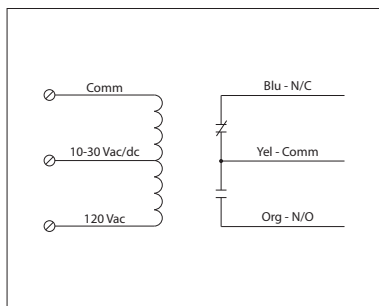 Comm
10-30 Vac/dc
120 Vac
Blu - N/C
Yel - Comm
Org - N/O